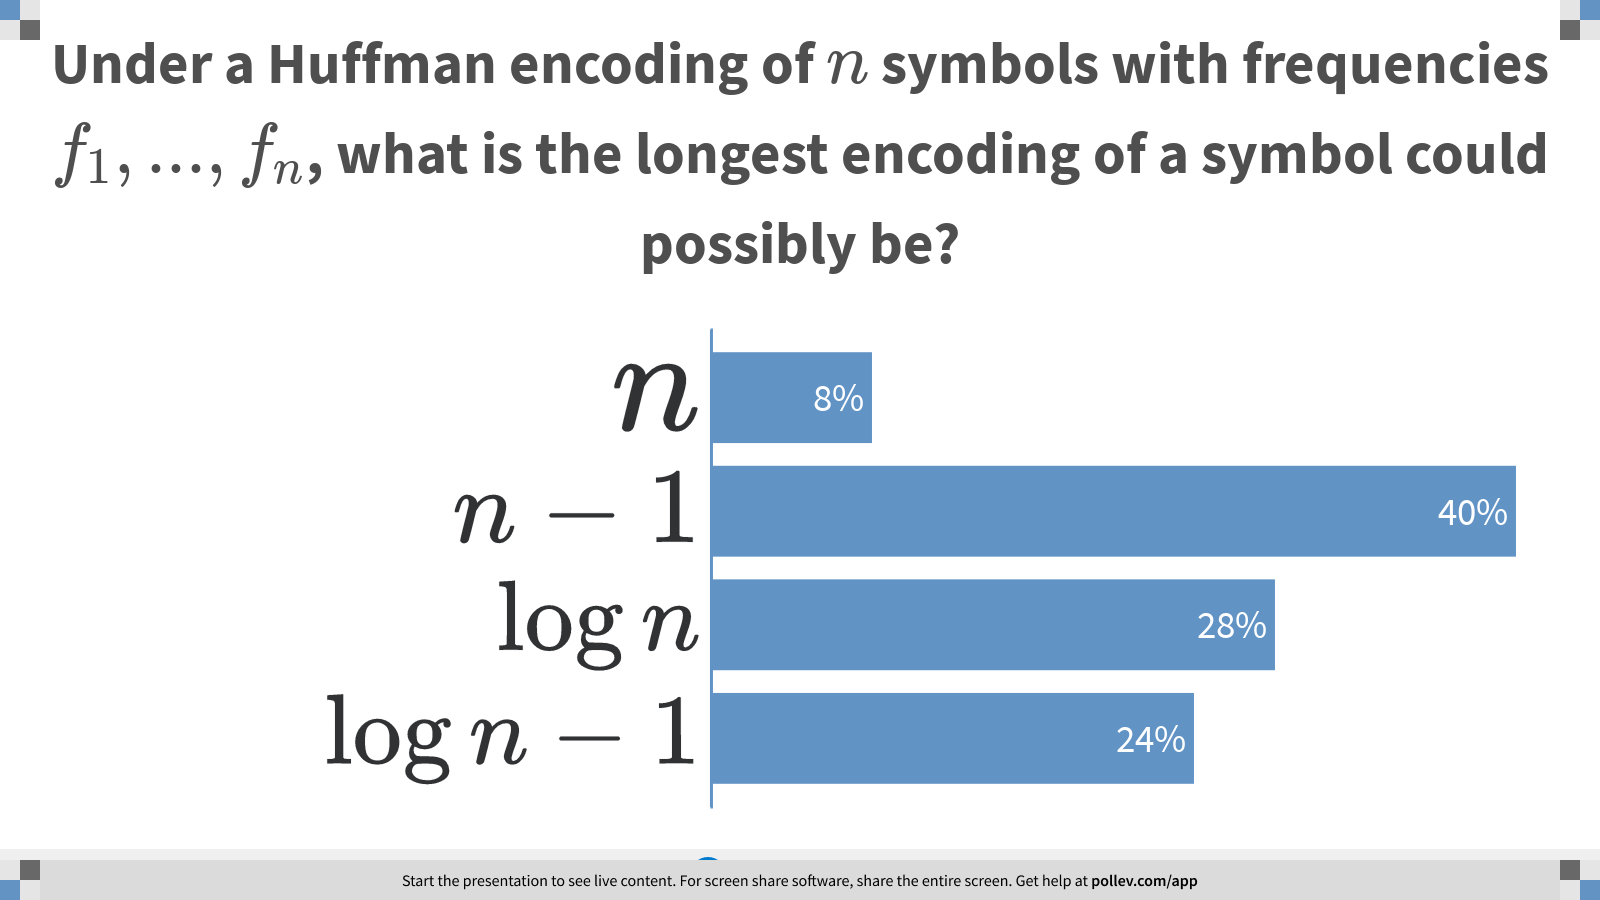 Under a Huffman encoding of n symbols with frequencies
f₁, ..., fₙ, what is the longest encoding of a symbol could
possibly be?
n 8%
n − 1 40%
log n 28%
log n − 1 24%
Start the presentation to see live content. For screen share software, share the entire screen. Get help at pollev.com/app